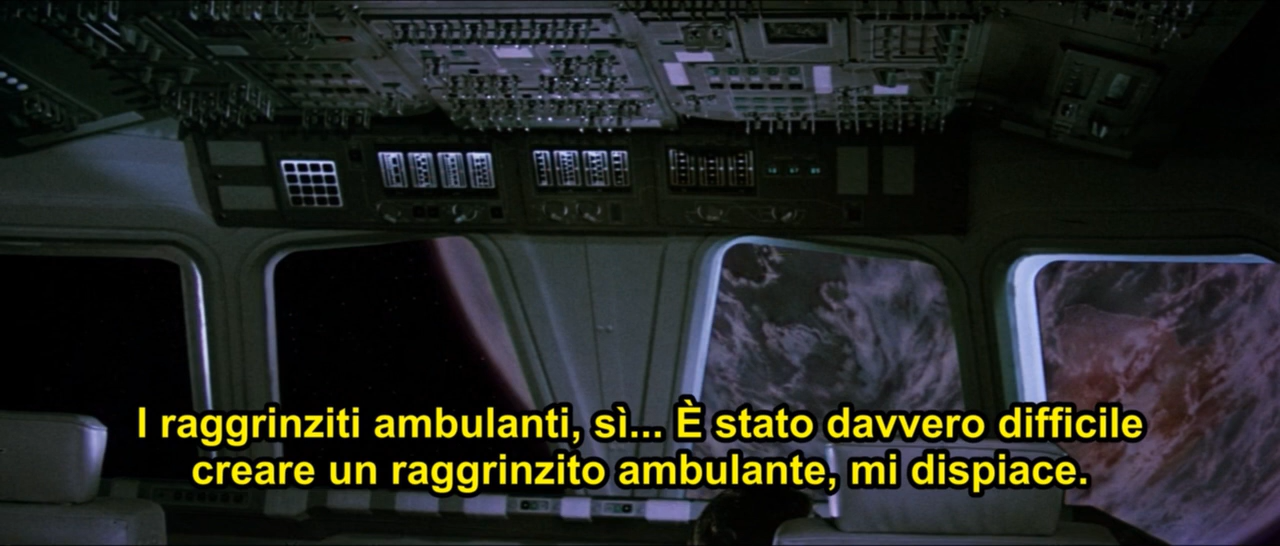 I raggrinziti ambulanti, sì... È stato davvero difficile
creare un raggrinzito ambulante, mi dispiace.